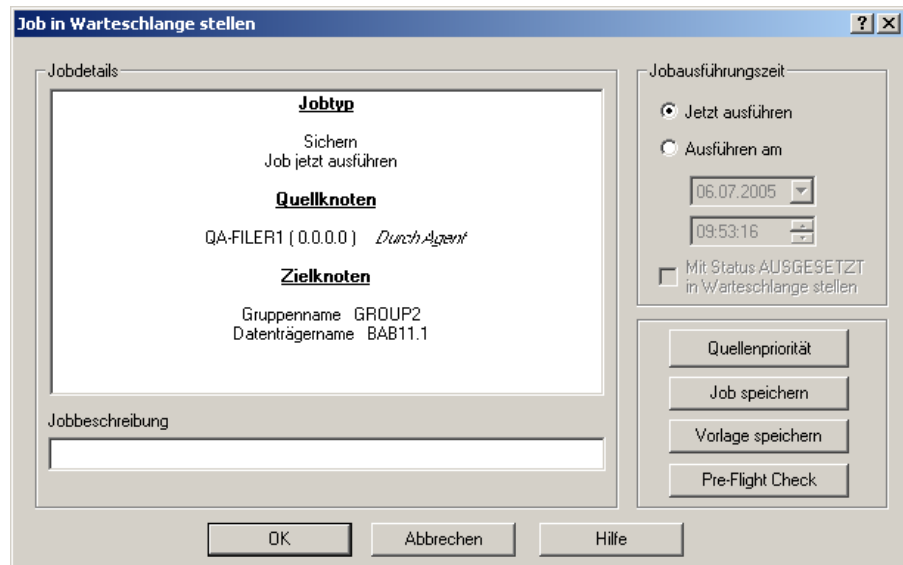 Job in Warteschlange stellen
Jobdetails
Jobtyp
Sichern
Job jetzt ausführen
Quellknoten
QA-FILER1 ( 0.0.0.0 ) Durch Agent
Zielknoten
Gruppenname GROUP2
Datenträgername BAB11.1
Jobbeschreibung
Jobausführungszeit
Jetzt ausführen
Ausführen am
06.07.2005
09:53:16
Mit Status AUSGESETZT
in Warteschlange stellen
Quellenpriorität
Job speichern
Vorlage speichern
Pre-Flight Check
OK Abbrechen Hilfe